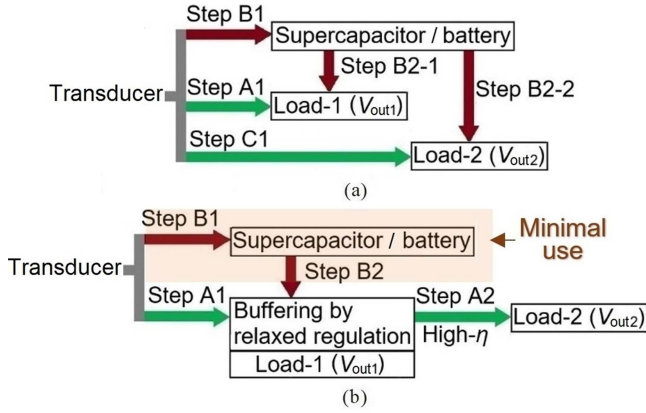 Step B1
Supercapacitor / battery
Step B2-1
Step B2-2
Transducer
Step A1
Load-1 (Vout1)
Step C1
Load-2 (Vout2)
(a)
Step B1
Supercapacitor / battery
Minimal
use
Transducer
Step B2
Step A1
Buffering by
relaxed regulation
Load-1 (Vout1)
Step A2
High-η
Load-2 (Vout2)
(b)